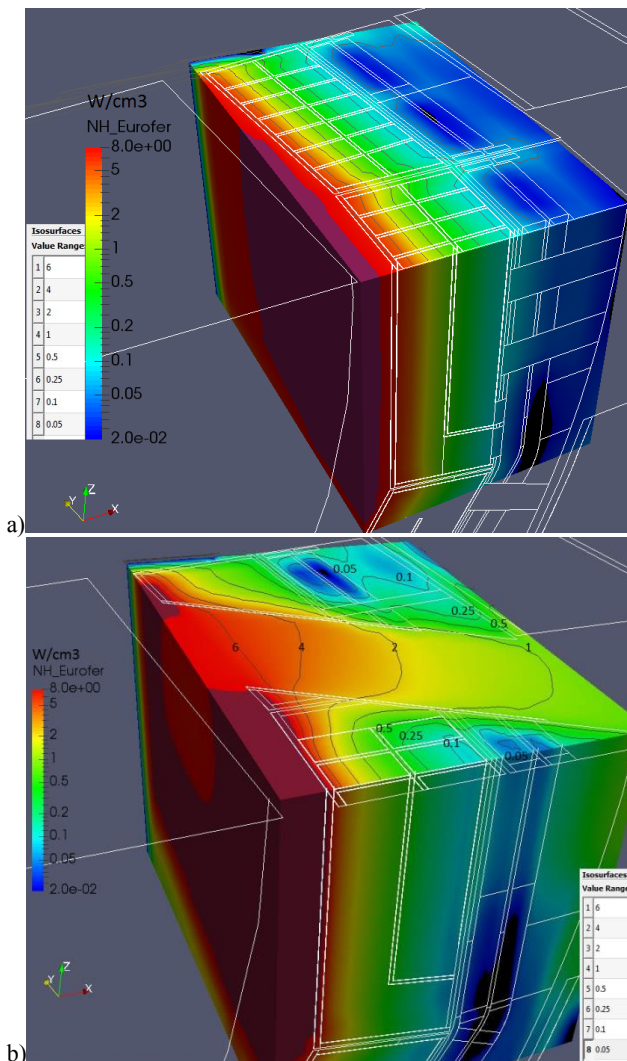 W/cm3
NH_Eurofer
8.0e+00
5
2
1
0.5
0.2
0.1
0.05
2.0e-02
Isosurfaces
Value Range
1 6
2 4
3 2
4 1
5 0.5
6 0.25
7 0.1
8 0.05
Y Z X
a)
W/cm3
NH_Eurofer
8.0e+00
5
2
1
0.5
0.2
0.1
0.05
2.0e-02
0.05
0.1
0.25
0.5
6 4 2 1
0.5
0.25
0.1
0.05
Isosurfaces
Value Range
1 6
2 4
3 2
4 1
5 0.5
6 0.25
7 0.1
8 0.05
Y Z X
b)